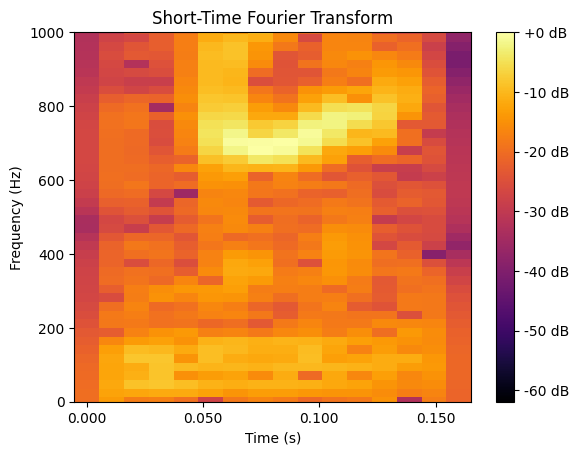 Short-Time Fourier Transform
1000
800
600
400
200
0
Frequency (Hz)
0.000
0.050
0.100
0.150
Time (s)
+0 dB
-10 dB
-20 dB
-30 dB
-40 dB
-50 dB
-60 dB